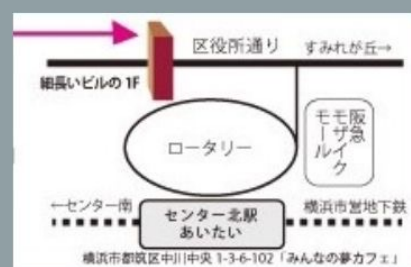 区役所通り
すみれが丘→
細長いビルの 1F
ロータリー
阪急
モザイク
モール
←センター南
横浜市営地下鉄
センター北駅
あいたい
横浜市都筑区中川中央 1-3-6-102「みんなの夢カフェ」